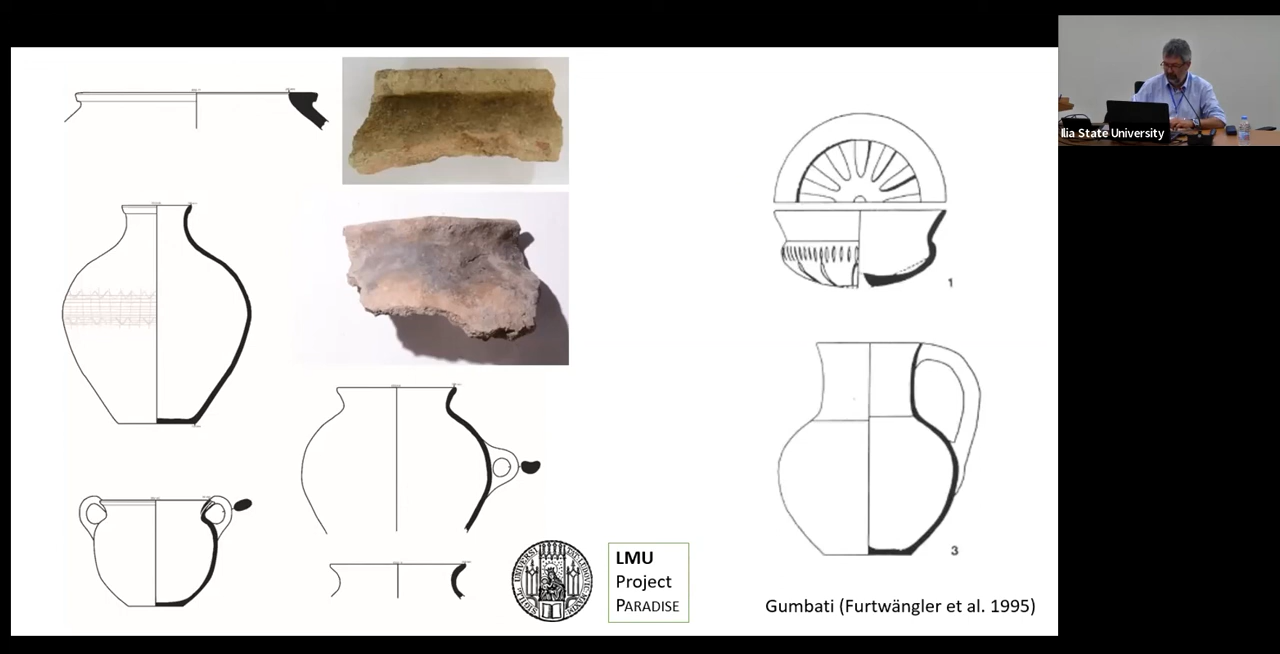 Ilia State University
1
3
LMU
Project
PARADISE
Gumbati (Furtwängler et al. 1995)